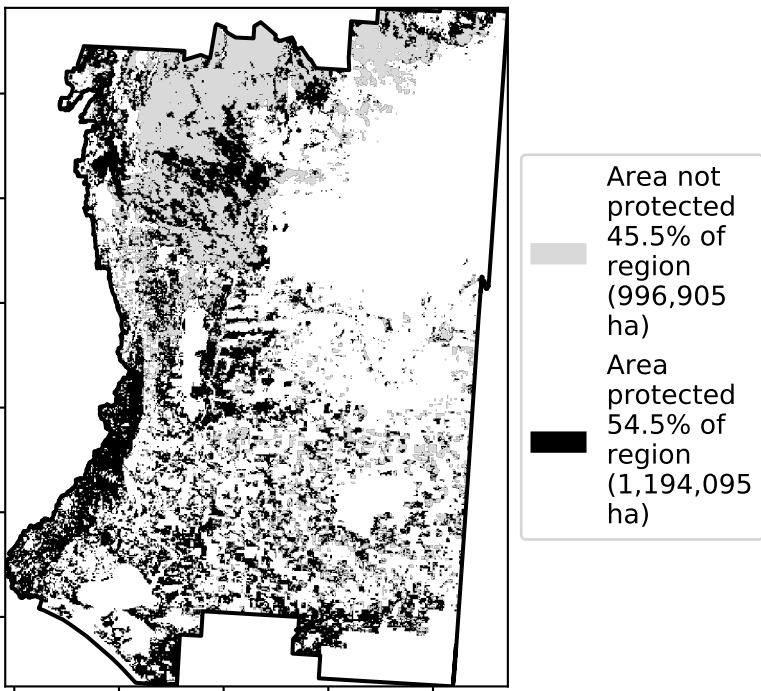 Area not
protected
45.5% of
region
(996,905
ha)
Area
protected
54.5% of
region
(1,194,095
ha)